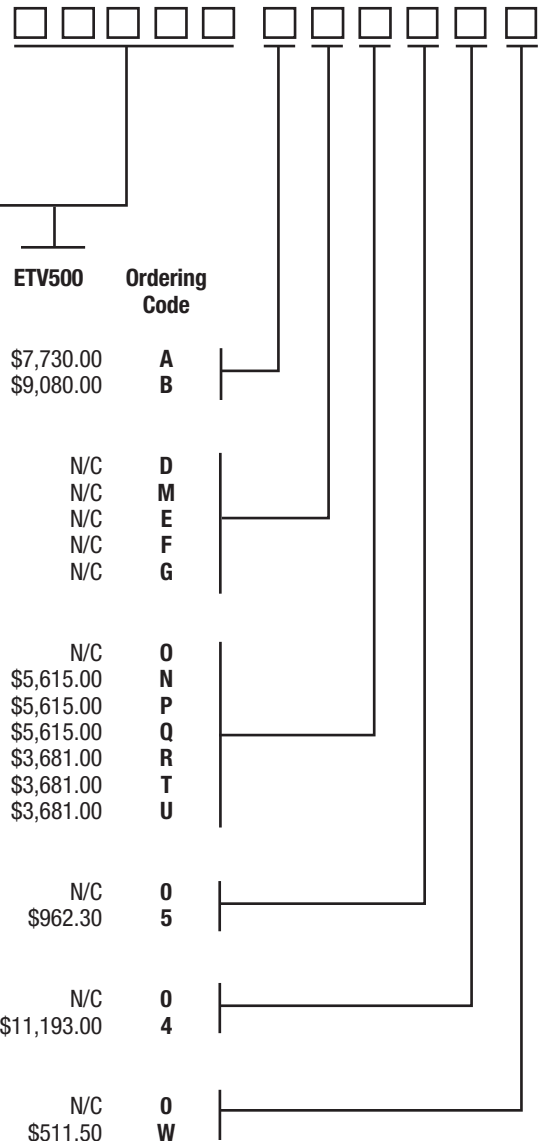 ETV500 Ordering
Code
$7,730.00 A
$9,080.00 B
N/C D
N/C M
N/C E
N/C F
N/C G
N/C 0
$5,615.00 N
$5,615.00 P
$5,615.00 Q
$3,681.00 R
$3,681.00 T
$3,681.00 U
N/C 0
$962.30 5
N/C 0
$11,193.00 4
N/C 0
$511.50 W